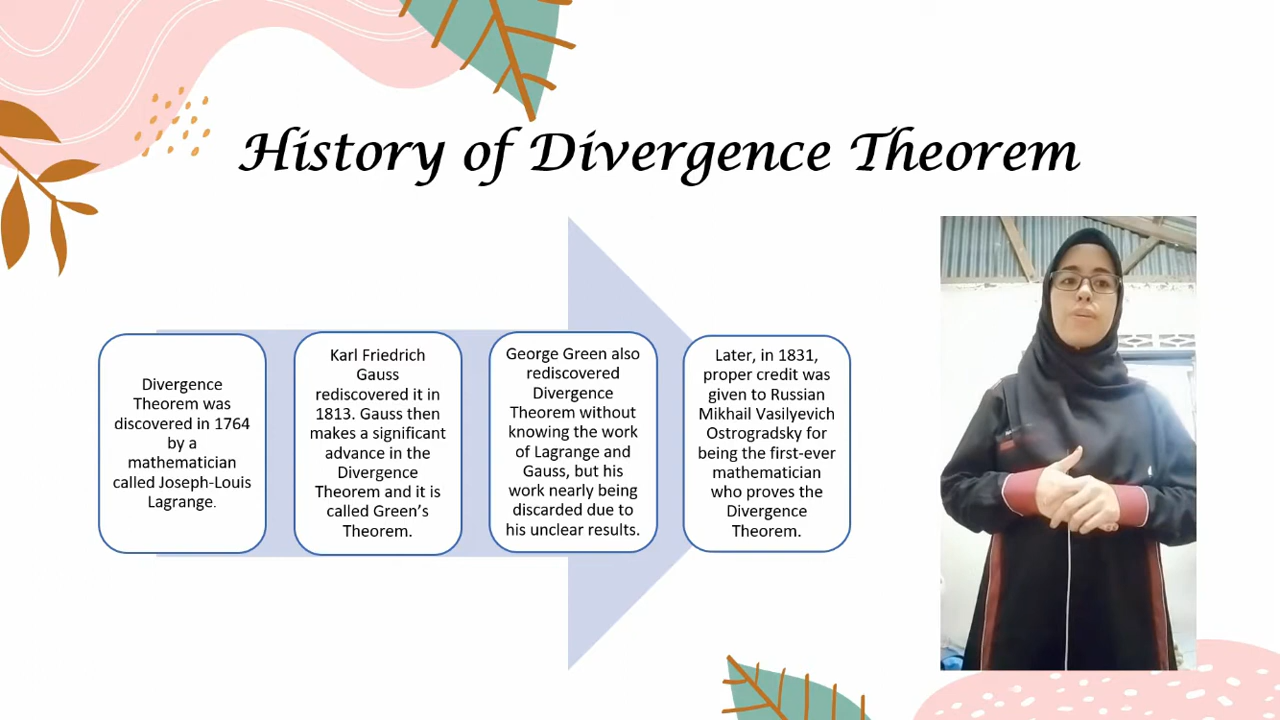 History of Divergence Theorem
Divergence
Theorem was
discovered in 1764
by a
mathematician
called Joseph-Louis
Lagrange.
Karl Friedrich
Gauss
rediscovered it in
1813. Gauss then
makes a significant
advance in the
Divergence
Theorem and it is
called Green's
Theorem.
George Green also
rediscovered
Divergence
Theorem without
knowing the work
of Lagrange and
Gauss, but his
work nearly being
discarded due to
his unclear results.
Later, in 1831,
proper credit was
given to Russian
Mikhail Vasilyevich
Ostrogradsky for
being the first-ever
mathematician
who proves the
Divergence
Theorem.